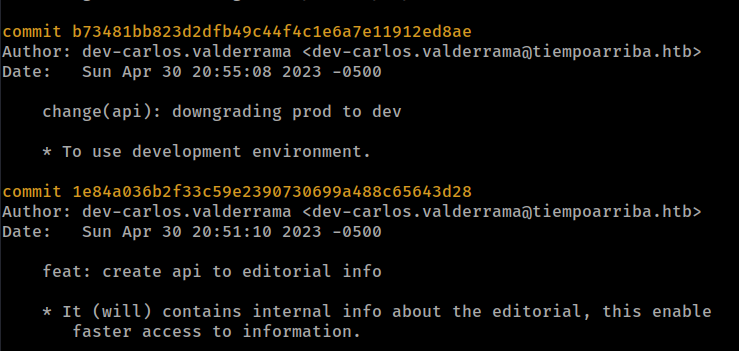 commit b73481bb823d2dfb49c44f4c1e6a7e11912ed8ae
Author: dev-carlos.valderrama <dev-carlos.valderrama@tiempoarriba.htb>
Date:   Sun Apr 30 20:55:08 2023 -0500
change(api): downgrading prod to dev
* To use development environment.
commit 1e84a036b2f33c59e2390730699a488c65643d28
Author: dev-carlos.valderrama <dev-carlos.valderrama@tiempoarriba.htb>
Date:   Sun Apr 30 20:51:10 2023 -0500
feat: create api to editorial info
* It (will) contains internal info about the editorial, this enable
faster access to information.